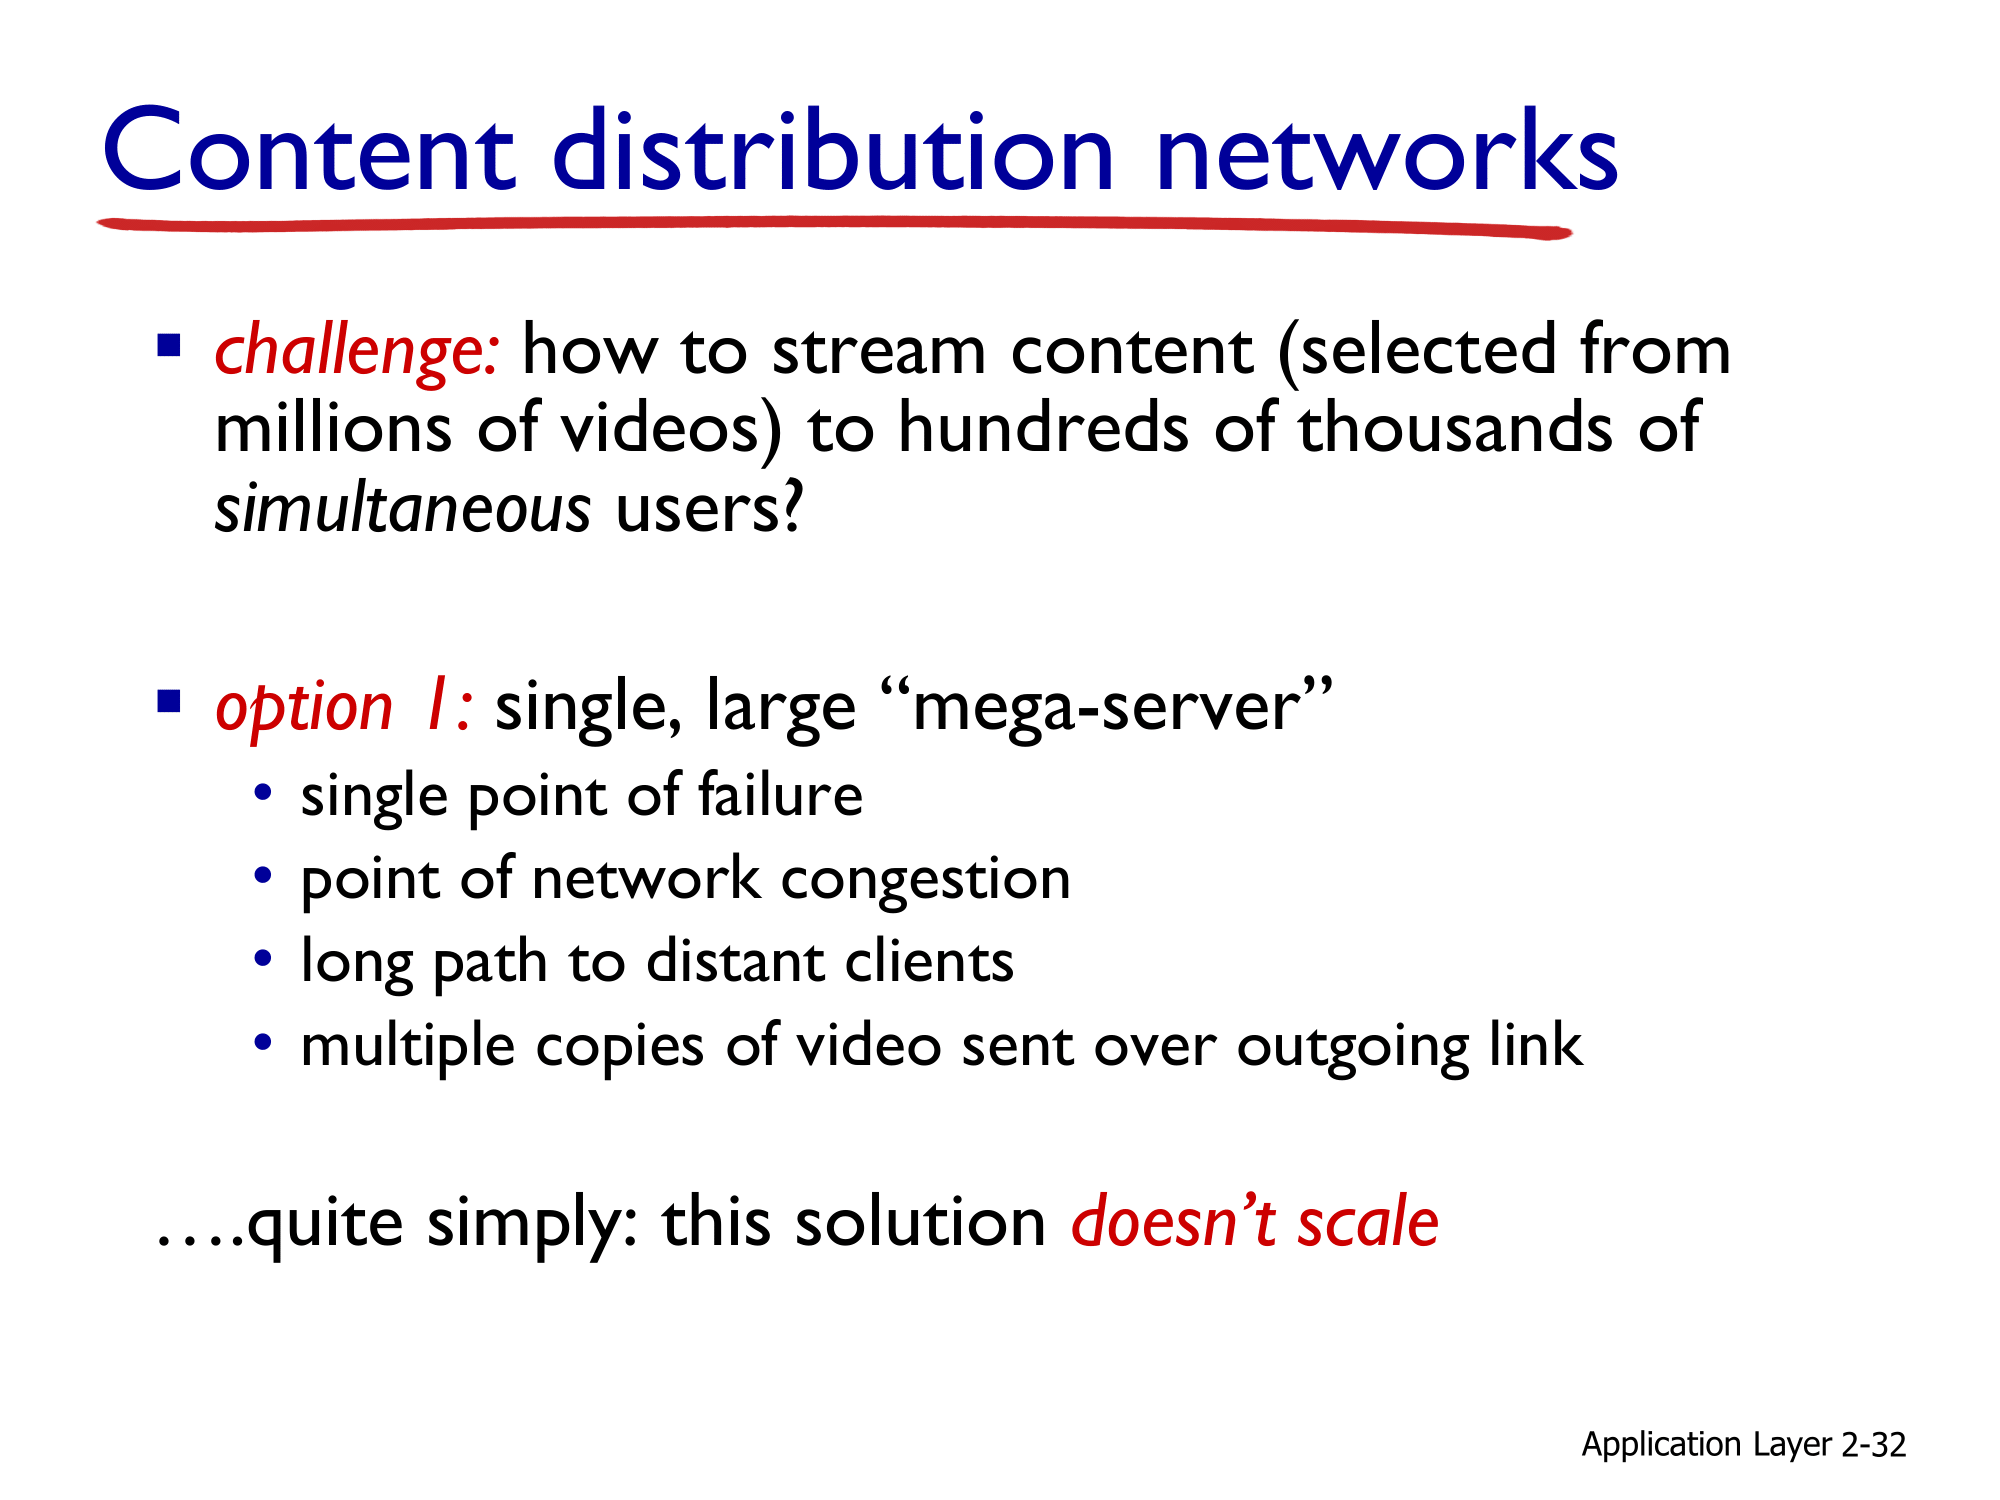 Content distribution networks
▪ challenge: how to stream content (selected from
millions of videos) to hundreds of thousands of
simultaneous users?
▪ option 1: single, large “mega-server”
• single point of failure
• point of network congestion
• long path to distant clients
• multiple copies of video sent over outgoing link
….quite simply: this solution doesn’t scale
Application Layer 2-32